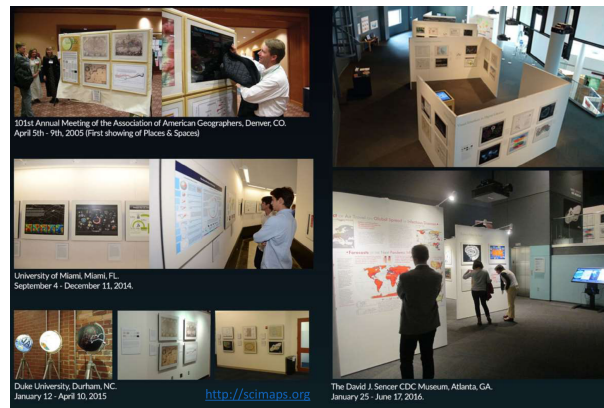 101st Annual Meeting of the Association of American Geographers, Denver, CO.
April 5th - 9th, 2005 (First showing of Places & Spaces)
University of Miami, Miami, FL.
September 4 - December 11, 2014.
Duke University, Durham, NC.
January 12 - April 10, 2015
http://scimaps.org
The David J. Sencer CDC Museum, Atlanta, GA.
January 25 - June 17, 2016.